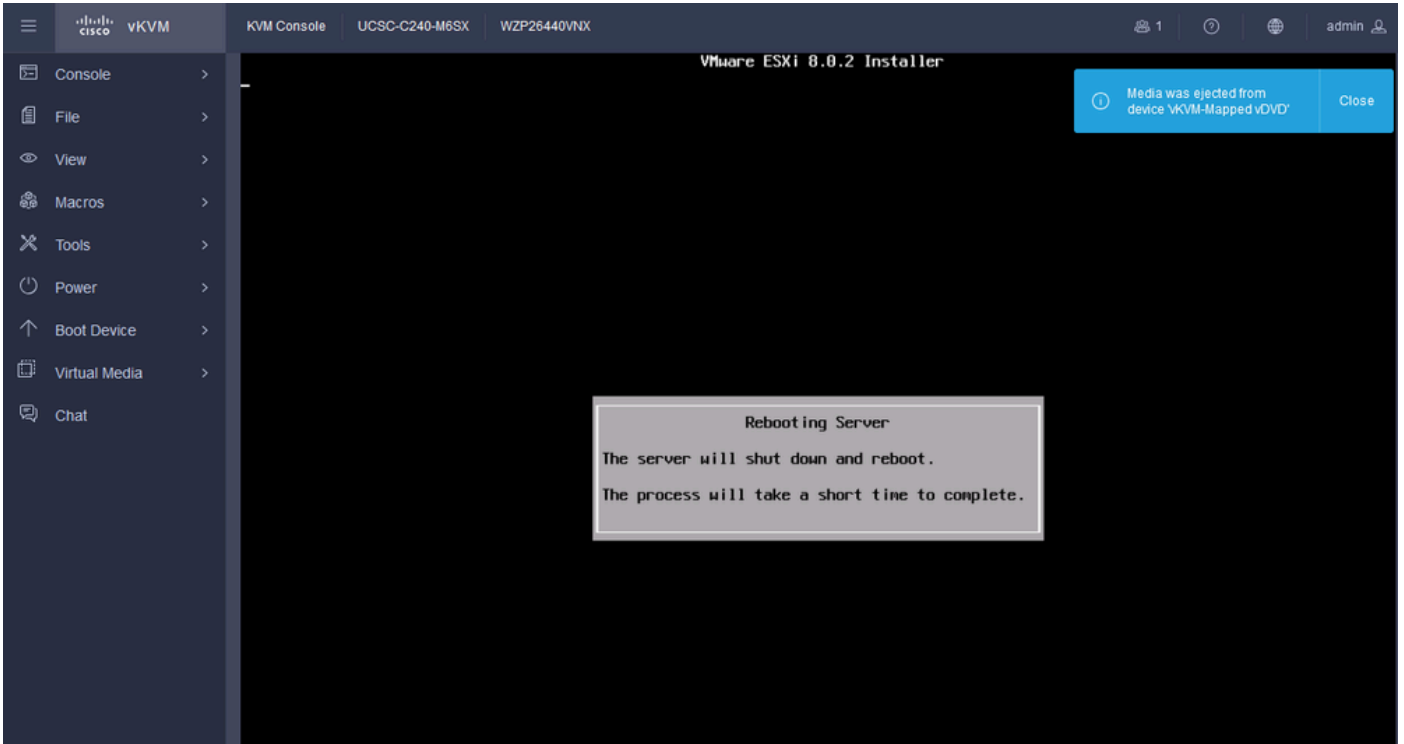 CISCO vKVM
KVM Console
UCSC-C240-M6SX
WZP26440VNX
1
admin
Console
File
View
Macros
Tools
Power
Boot Device
Virtual Media
Chat
VMware ESXi 8.0.2 Installer
Media was ejected from
device 'vKVM-Mapped vDVD'
Close
Rebooting Server
The server will shut down and reboot.
The process will take a short time to complete.